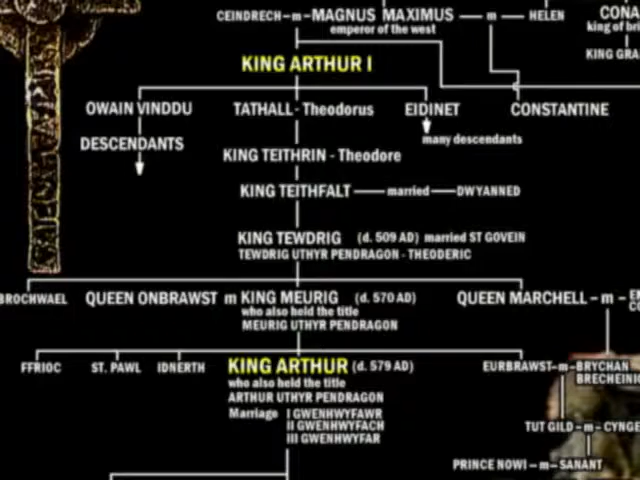 CEINDRECH-m-MAGNUS MAXIMUS — m — HELEN
emperor of the west
CONA
king of bri
KING GRA
KING ARTHUR I
OWAIN VINDDU TATHALL - Theodorus EIDINET CONSTANTINE
DESCENDANTS many descendants
KING TEITHRIN - Theodore
KING TEITHFALT — married — DWYANNED
KING TEWDRIG (d. 509 AD) married ST GOVEIN
TEWDRIG UTHYR PENDRAGON - THEODERIC
BROCHWAEL QUEEN ONBRAWST m KING MEURIG (d. 570 AD) QUEEN MARCHELL - m -
who also held the title
MEURIG UTHYR PENDRAGON
FFRIOC ST. PAWL IDNERTH KING ARTHUR (d. 579 AD) EURBRAWST-m-BRYCHAN
BRECHEINIO
who also held the title
ARTHUR UTHYR PENDRAGON
Marriage I GWENHWYFAWR
II GWENHWYFACH
III GWENHWYFAR
TUT GILD - m - CYNGE
PRINCE NOWI - m - SANANT